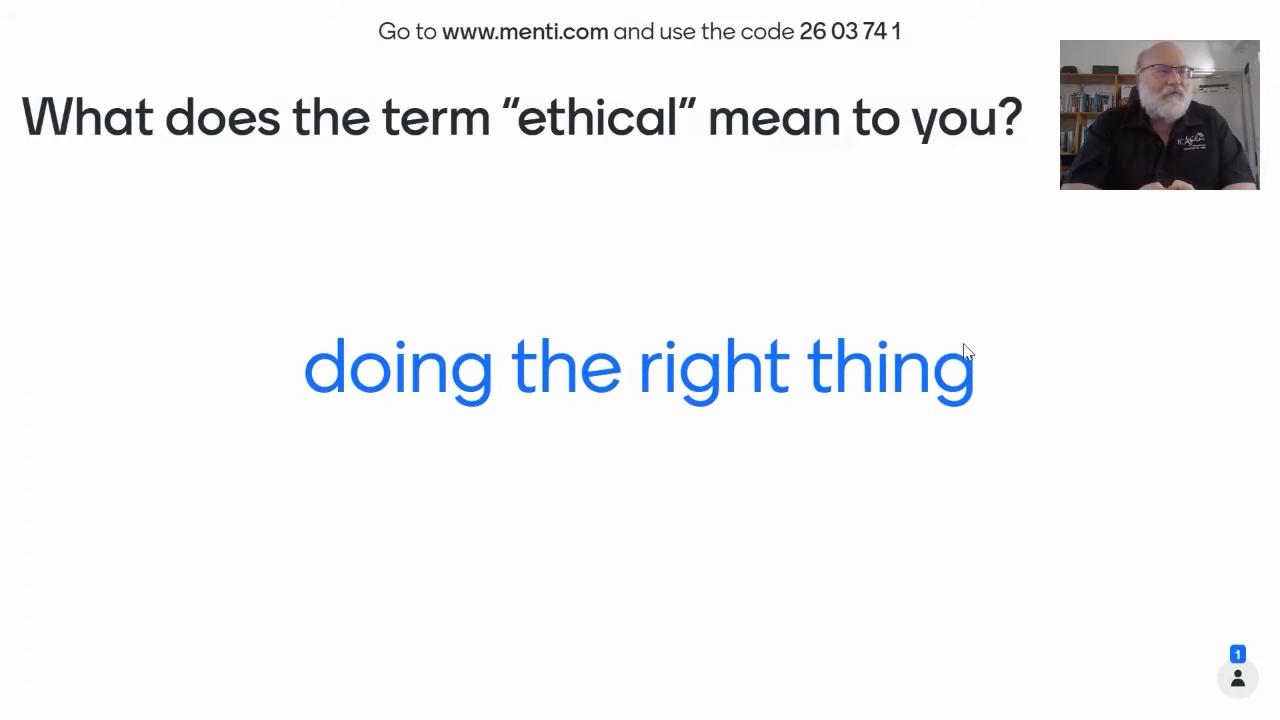 Go to www.menti.com and use the code 26 03 74 1
What does the term “ethical” mean to you?
ICAgile
doing the right thing
1